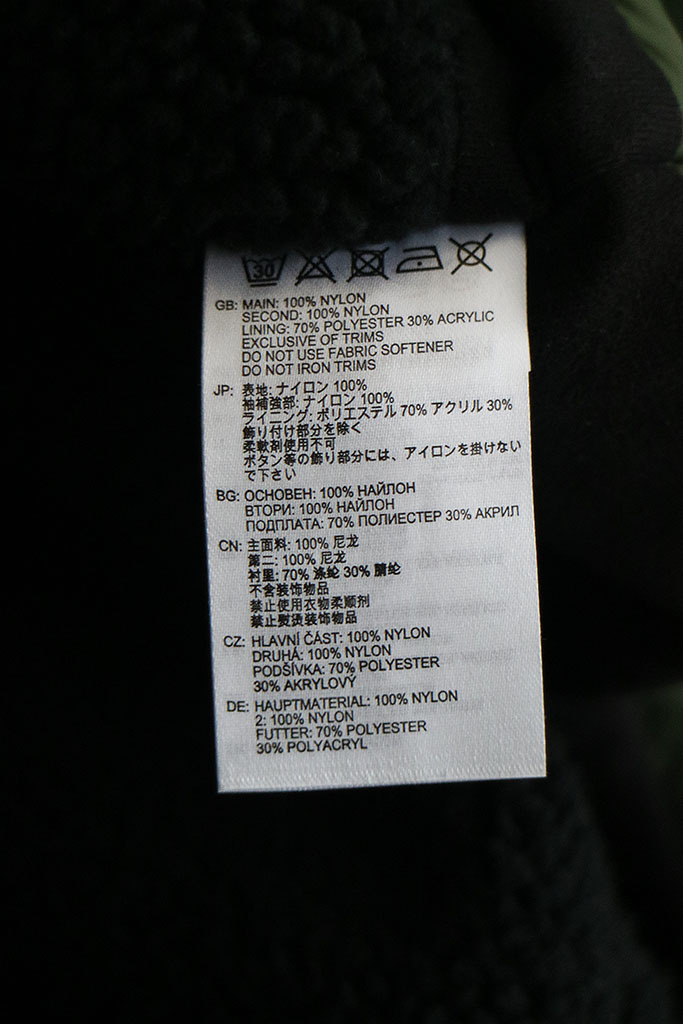 30
GB: MAIN: 100% NYLON
SECOND: 100% NYLON
LINING: 70% POLYESTER 30% ACRYLIC
EXCLUSIVE OF TRIMS
DO NOT USE FABRIC SOFTENER
DO NOT IRON TRIMS
JP: 表地: ナイロン 100%
袖補強部: ナイロン 100%
ライニング: ポリエステル 70% アクリル 30%
飾り付け部分を除く
柔軟剤使用不可
ボタン等の飾り部分には、アイロンを掛けない
で下さい
BG: ОСНОВЕН: 100% НАЙЛОН
ВТОРИ: 100% НАЙЛОН
ПОДПЛАТА: 70% ПОЛИЕСТЕР 30% АКРИЛ
CN: 主面料: 100% 尼龙
第二: 100% 尼龙
衬里: 70% 涤纶 30% 腈纶
不含装饰物品
禁止使用衣物柔顺剂
禁止熨烫装饰物品
CZ: HLAVNÍ ČÁST: 100% NYLON
DRUHÁ: 100% NYLON
PODŠÍVKA: 70% POLYESTER
30% AKRYLOVÝ
DE: HAUPTMATERIAL: 100% NYLON
2: 100% NYLON
FUTTER: 70% POLYESTER
30% POLYACRYL